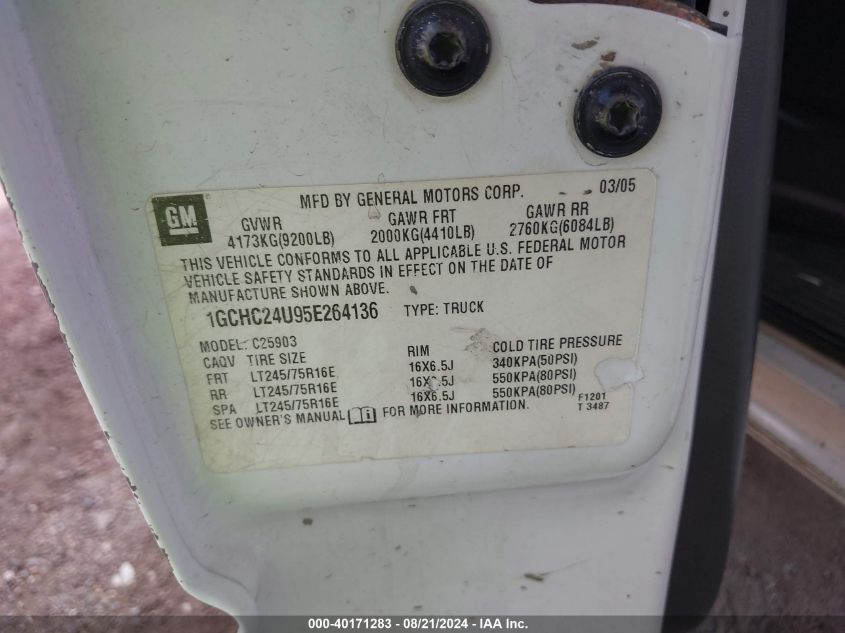 MFD BY GENERAL MOTORS CORP. 03/05
GM
GVWR GAWR FRT GAWR RR
4173KG(9200LB) 2000KG(4410LB) 2760KG(6084LB)
THIS VEHICLE CONFORMS TO ALL APPLICABLE U.S. FEDERAL MOTOR
VEHICLE SAFETY STANDARDS IN EFFECT ON THE DATE OF
MANUFACTURE SHOWN ABOVE.
1GCHC24U95E264136 TYPE: TRUCK
MODEL: C25903
CAQV TIRE SIZE RIM COLD TIRE PRESSURE
FRT LT245/75R16E 16X6.5J 340KPA(50PSI)
RR LT245/75R16E 16X6.5J 550KPA(80PSI)
SPA LT245/75R16E 16X6.5J 550KPA(80PSI)
SEE OWNER'S MANUAL FOR MORE INFORMATION.
F1201
T 3487
000-40171283 - 08/21/2024 - IAA Inc.